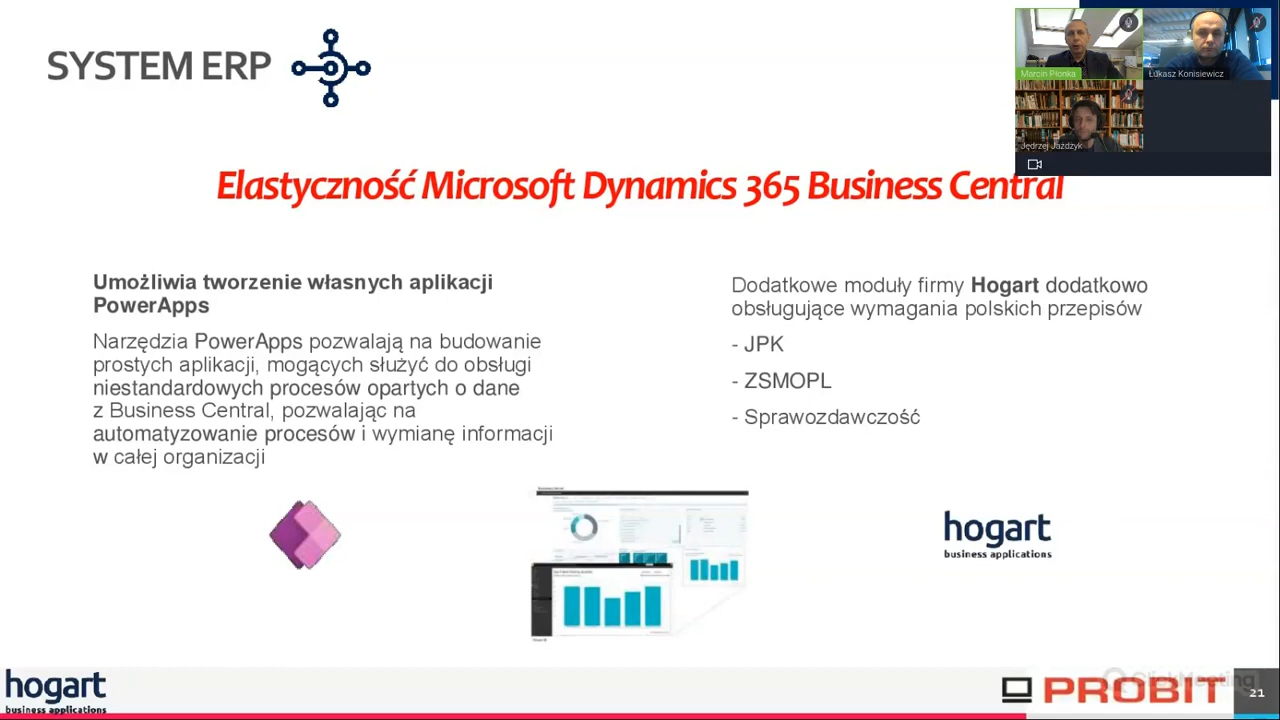 SYSTEM ERP
Marcin Płonka
Łukasz Konisiewicz
Jędrzej Jażdżyk
Elastyczność Microsoft Dynamics 365 Business Central
Umożliwia tworzenie własnych aplikacji
PowerApps
Narzędzia PowerApps pozwalają na budowanie
prostych aplikacji, mogących służyć do obsługi
niestandardowych procesów opartych o dane
z Business Central, pozwalając na
automatyzowanie procesów i wymianę informacji
w całej organizacji
Dodatkowe moduły firmy Hogart dodatkowo
obsługujące wymagania polskich przepisów
- JPK
- ZSMOPL
- Sprawozdawczość
hogart
business applications
hogart
business applications
PROBIT
ClickMeeting
21